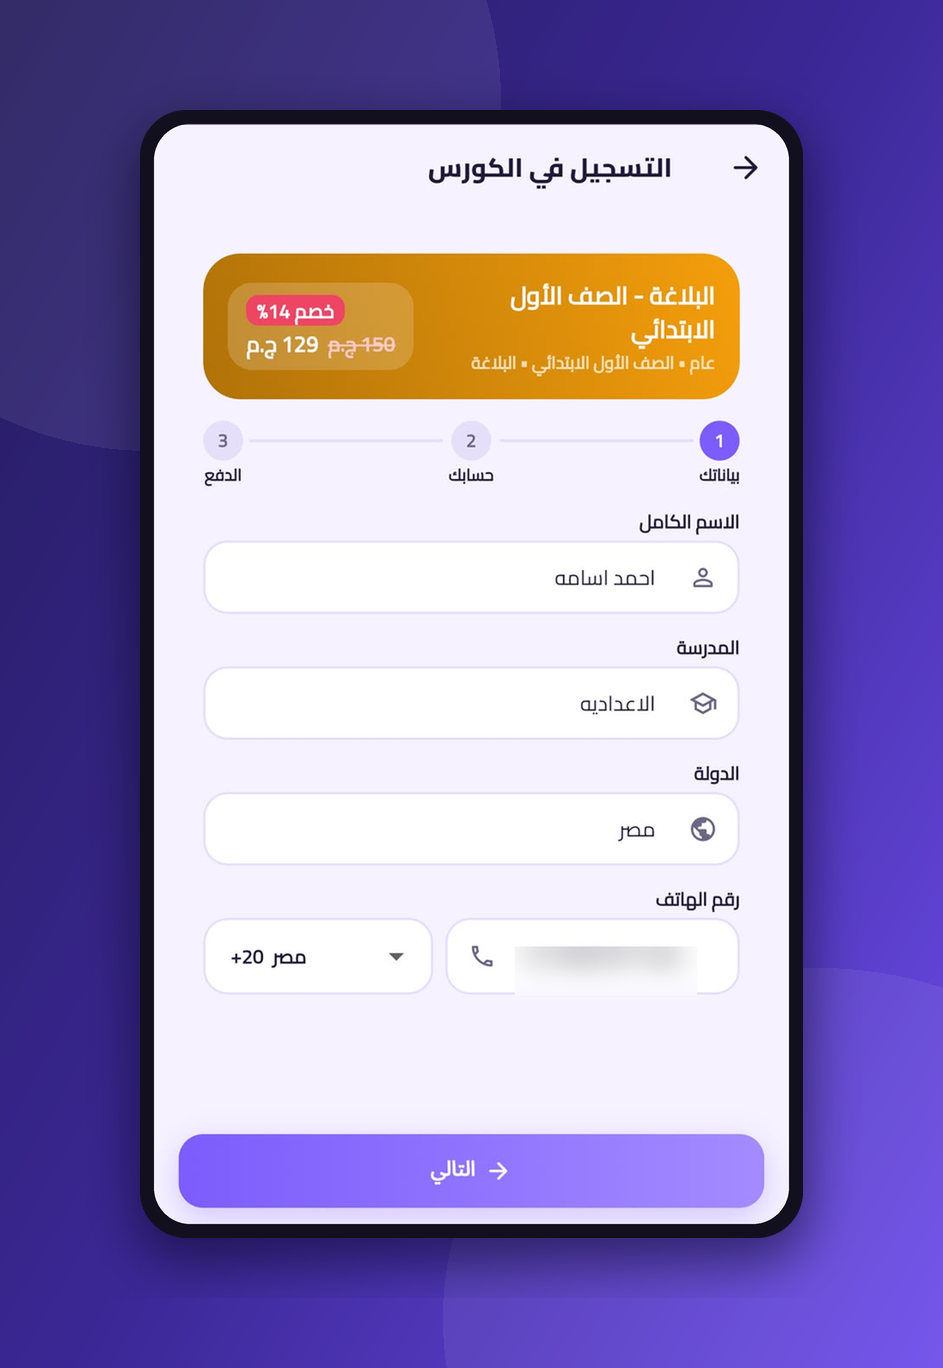 التسجيل في الكورس
البلاغة - الصف الأول
الابتدائي
عام • الصف الأول الابتدائي • البلاغة
خصم 14%
150 ج.م 129 ج.م
1
2
3
بياناتك
حسابك
الدفع
الاسم الكامل
احمد اسامه
المدرسة
الاعداديه
الدولة
مصر
رقم الهاتف
مصر 20+
التالي